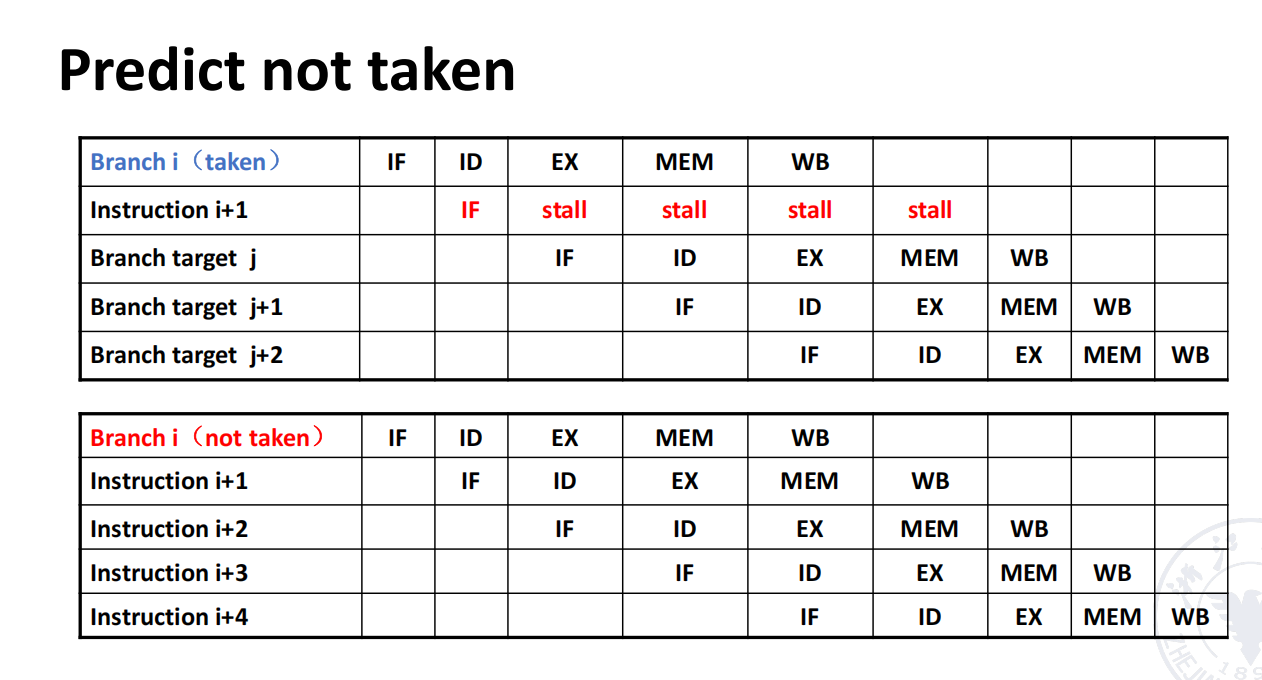 Predict not taken
Branch i（taken） IF ID EX MEM WB
Instruction i+1 IF stall stall stall stall
Branch target j IF ID EX MEM WB
Branch target j+1 IF ID EX MEM WB
Branch target j+2 IF ID EX MEM WB
Branch i（not taken） IF ID EX MEM WB
Instruction i+1 IF ID EX MEM WB
Instruction i+2 IF ID EX MEM WB
Instruction i+3 IF ID EX MEM WB
Instruction i+4 IF ID EX MEM WB